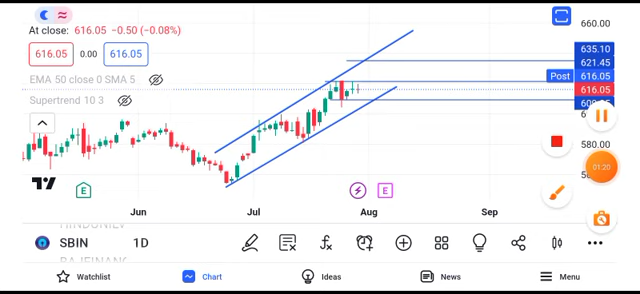 At close: 616.05 −0.50 (−0.08%)
616.05 0.00 616.05
EMA 50 close 0 SMA 5
Supertrend 10 3
660.00
635.10
621.45
Post 616.05
616.05
580.00
01:20
E
E
Jun Jul Aug Sep
SBIN 1D
Watchlist Chart Ideas News Menu